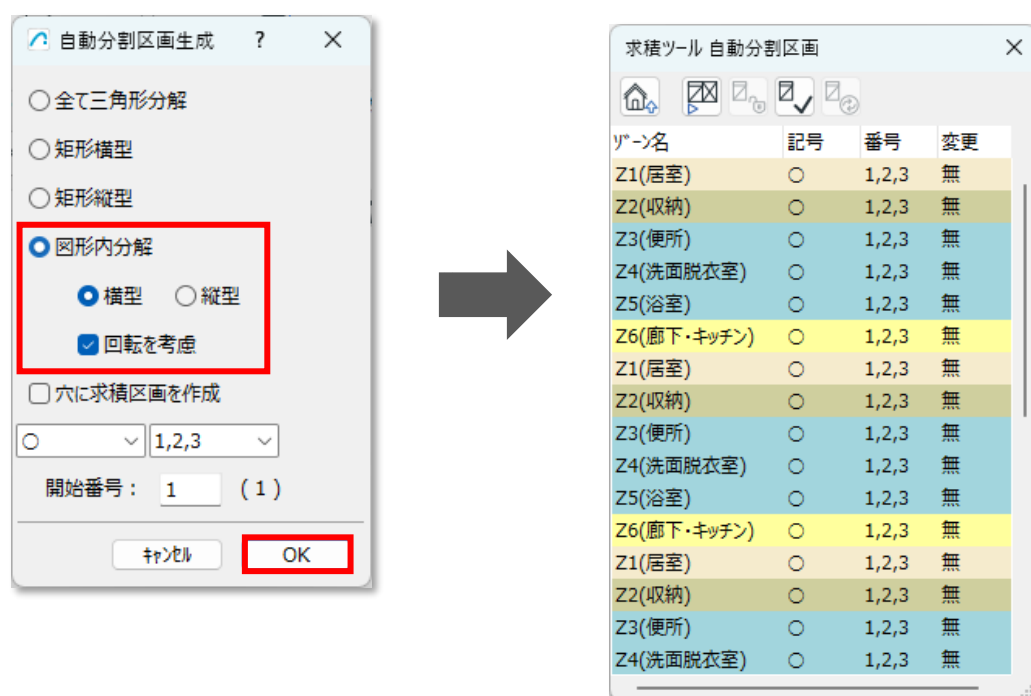 自動分割区画生成 ? ×
全て三角形分解
矩形横型
矩形縦型
図形内分解
横型 縦型
回転を考慮
穴に求積区画を作成
○ 1,2,3
開始番号： 1 ( 1 )
ｷｬﾝｾﾙ OK
求積ツール 自動分割区画 ×
ｿﾞｰﾝ名 記号 番号 変更
Z1(居室) ○ 1,2,3 無
Z2(収納) ○ 1,2,3 無
Z3(便所) ○ 1,2,3 無
Z4(洗面脱衣室) ○ 1,2,3 無
Z5(浴室) ○ 1,2,3 無
Z6(廊下・キッチン) ○ 1,2,3 無
Z1(居室) ○ 1,2,3 無
Z2(収納) ○ 1,2,3 無
Z3(便所) ○ 1,2,3 無
Z4(洗面脱衣室) ○ 1,2,3 無
Z5(浴室) ○ 1,2,3 無
Z6(廊下・キッチン) ○ 1,2,3 無
Z1(居室) ○ 1,2,3 無
Z2(収納) ○ 1,2,3 無
Z3(便所) ○ 1,2,3 無
Z4(洗面脱衣室) ○ 1,2,3 無